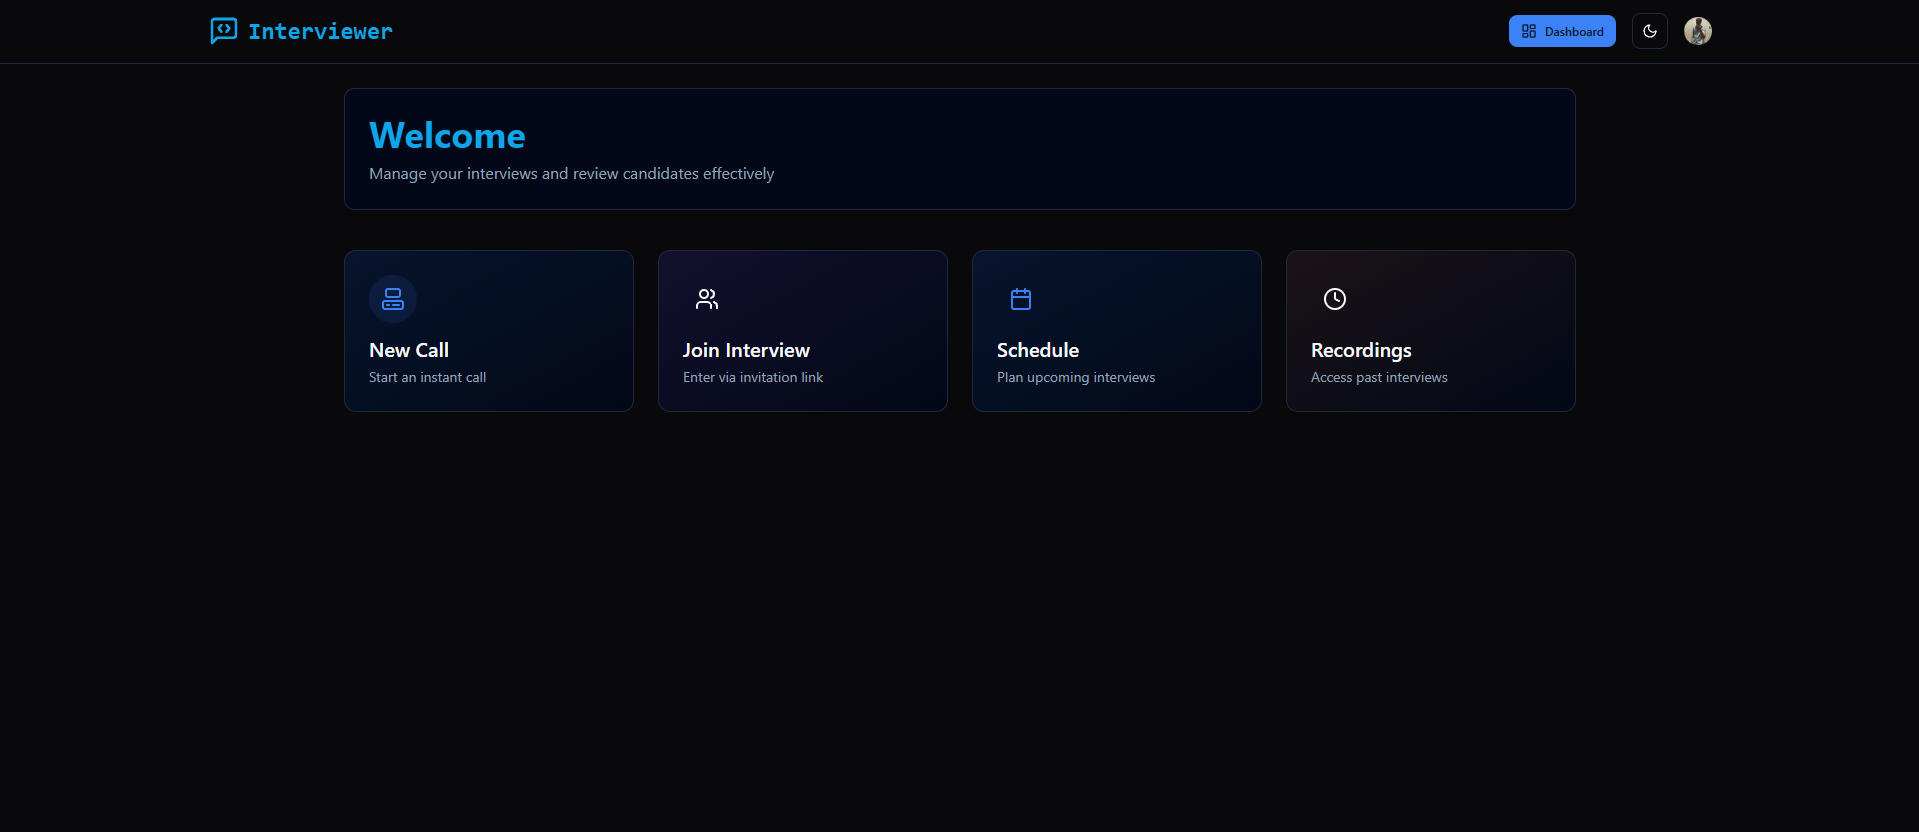 Interviewer
Dashboard
Welcome
Manage your interviews and review candidates effectively
New Call
Start an instant call
Join Interview
Enter via invitation link
Schedule
Plan upcoming interviews
Recordings
Access past interviews